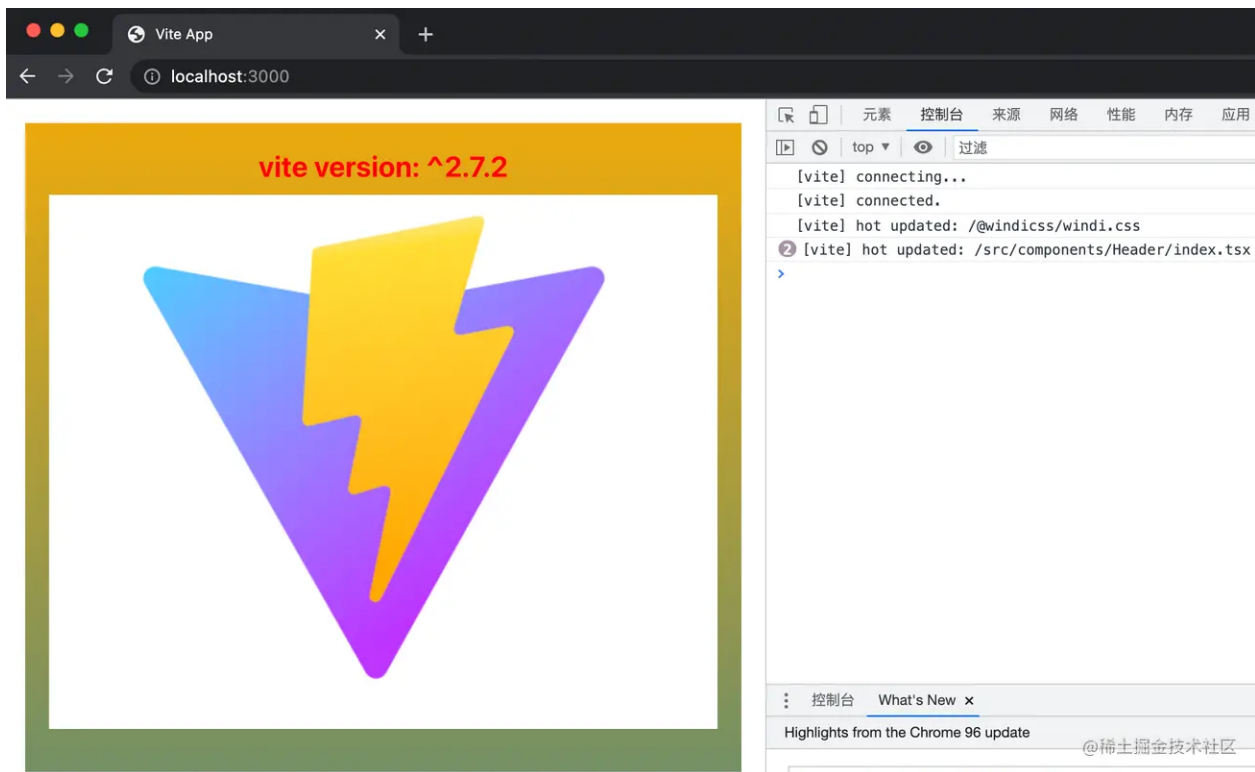 Vite App
localhost:3000
vite version: ^2.7.2
元素 控制台 来源 网络 性能 内存 应用
top 过滤
[vite] connecting...
[vite] connected.
[vite] hot updated: /@windicss/windi.css
2 [vite] hot updated: /src/components/Header/index.tsx
控制台 What's New
Highlights from the Chrome 96 update
@稀土掘金技术社区